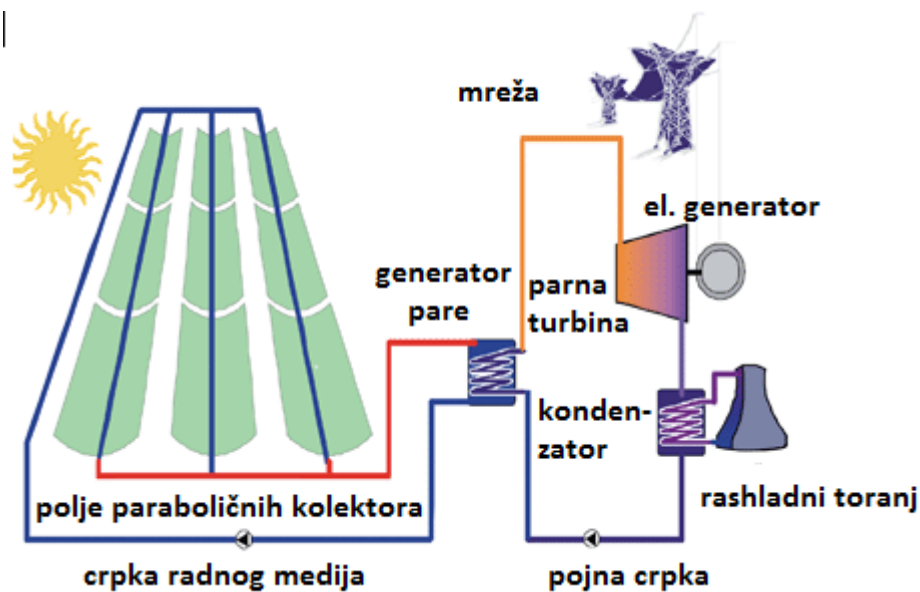 mreža
el. generator
generator
pare
parna
turbina
konden-
zator
rashladni toranj
polje paraboličnih kolektora
crpka radnog medija
pojna crpka